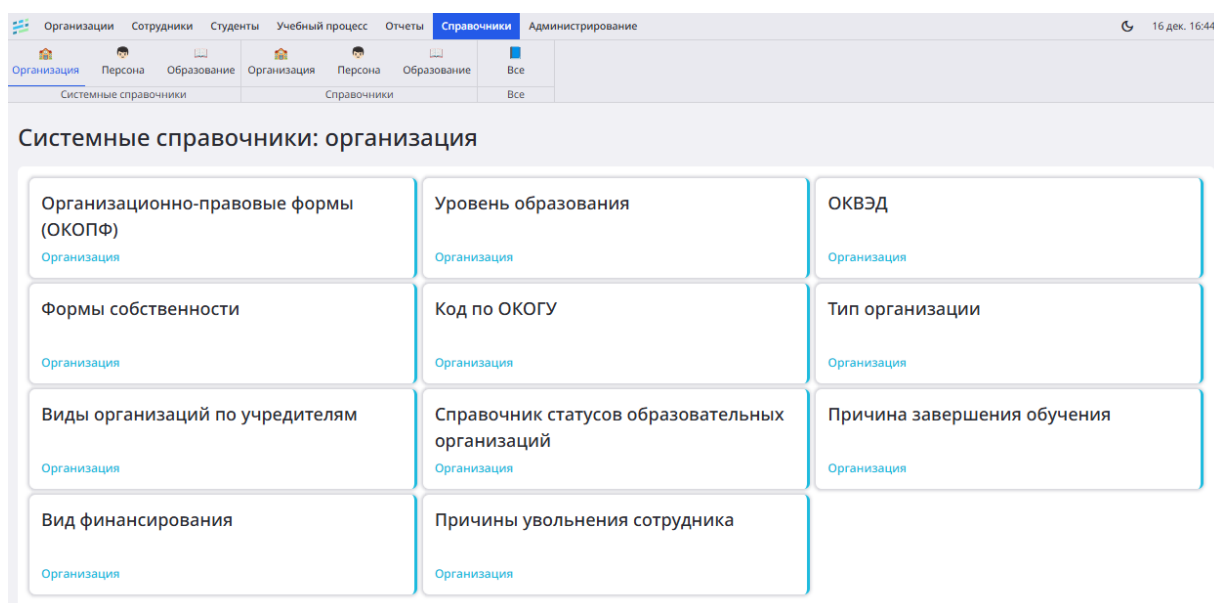 Организации Сотрудники Студенты Учебный процесс Отчеты Справочники Администрирование 16 дек. 16:44
Организация Персона Образование Организация Персона Образование Все
Системные справочники Справочники Все
Системные справочники: организация
Организационно-правовые формы
(ОКОПФ)
Организация
Уровень образования
Организация
ОКВЭД
Организация
Формы собственности
Организация
Код по ОКОГУ
Организация
Тип организации
Организация
Виды организаций по учредителям
Организация
Справочник статусов образовательных
организаций
Организация
Причина завершения обучения
Организация
Вид финансирования
Организация
Причины увольнения сотрудника
Организация